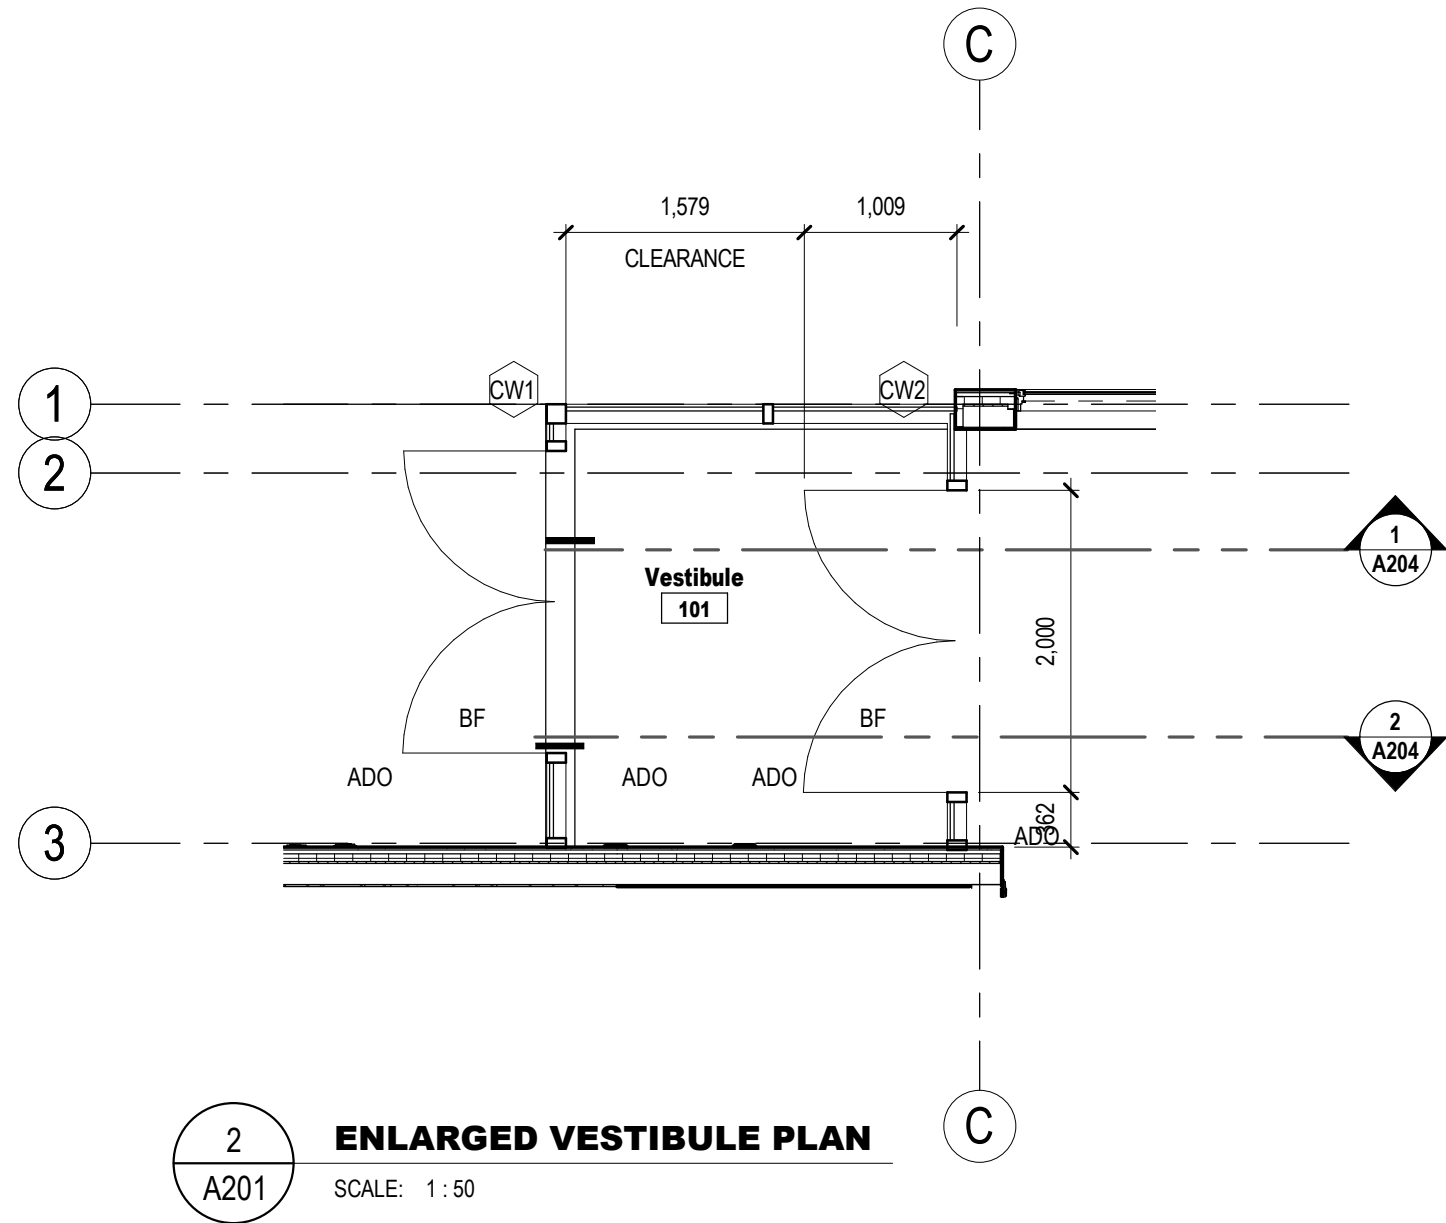 C
1,579
1,009
CLEARANCE
CW1
CW2
1
2
1
A204
Vestibule
101
2,000
BF
BF
2
A204
ADO
ADO
ADO
362
ADO
3
C
2
A201
ENLARGED VESTIBULE PLAN
SCALE: 1 : 50